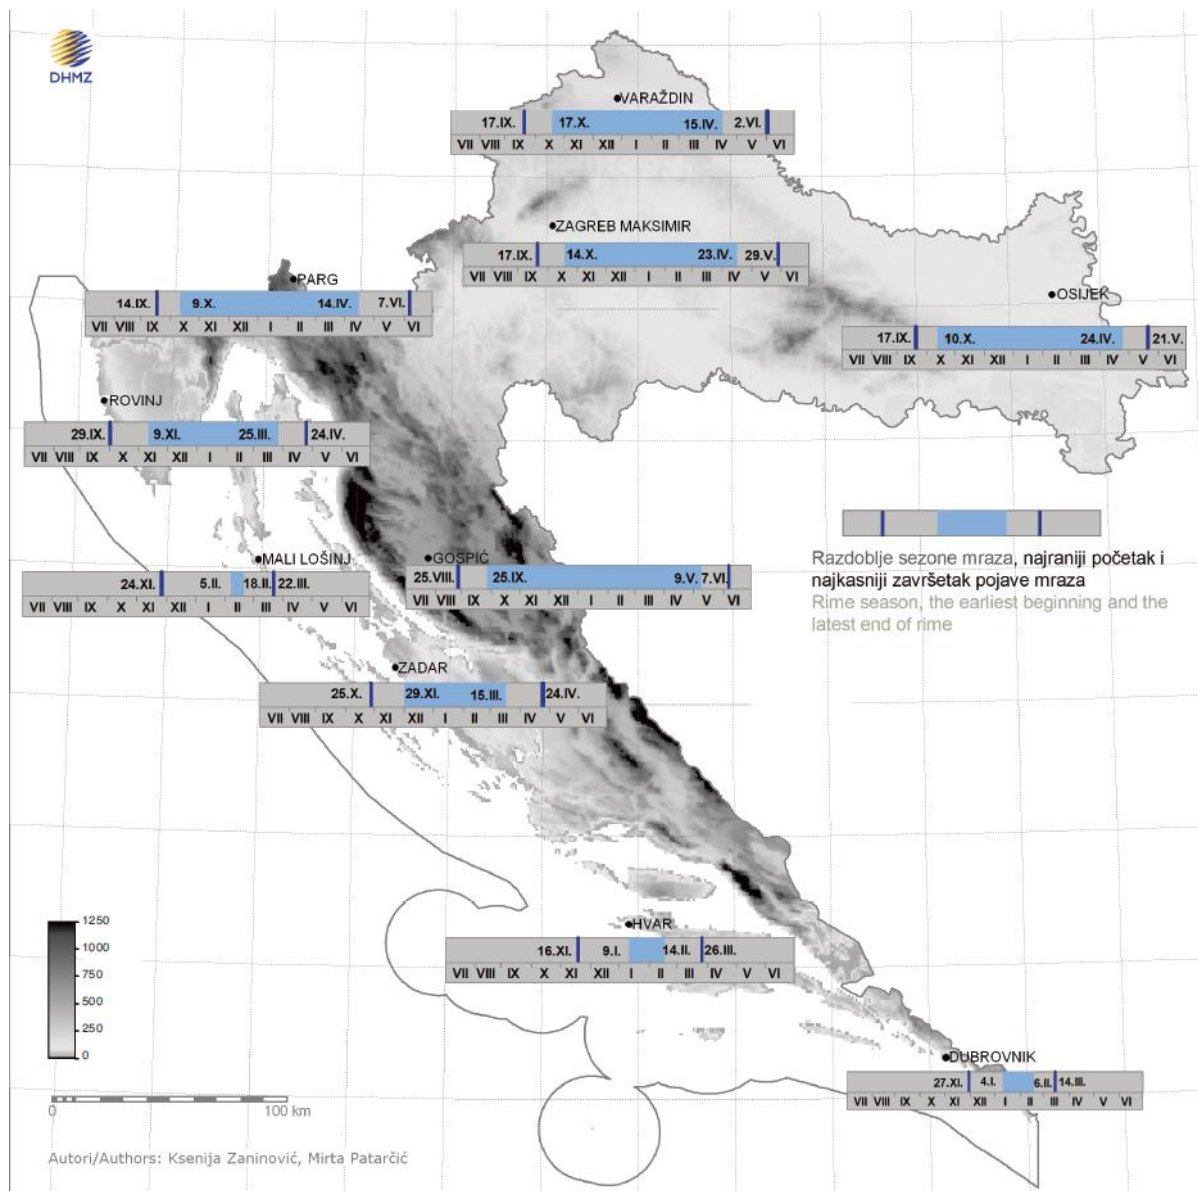 DHMZ
VARAŽDIN
17.IX. 17.X. 15.IV. 2.VI.
VII VIII IX X XI XII I II III IV V VI
ZAGREB MAKSIMIR
17.IX. 14.X. 23.IV. 29.V.
VII VIII IX X XI XII I II III IV V VI
PARG
14.IX. 9.X. 14.IV. 7.VI.
VII VIII IX X XI XII I II III IV V VI
OSIJEK
17.IX. 10.X. 24.IV. 21.V.
VII VIII IX X XI XII I II III IV V VI
ROVINJ
29.IX. 9.XI. 25.III. 24.IV.
VII VIII IX X XI XII I II III IV V VI
Razdoblje sezone mraza, najraniji početak i
najkasniji završetak pojave mraza
Rime season, the earliest beginning and the
latest end of rime
MALI LOŠINJ
24.XI. 5.II. 18.II. 22.III.
VII VIII IX X XI XII I II III IV V VI
GOSPIĆ
25.VIII. 25.IX. 9.V. 7.VI.
VII VIII IX X XI XII I II III IV V VI
ZADAR
25.X. 29.XI. 15.III. 24.IV.
VII VIII IX X XI XII I II III IV V VI
HVAR
16.XI. 9.I. 14.II. 26.III.
VII VIII IX X XI XII I II III IV V VI
DUBROVNIK
27.XI. 4.I. 6.II. 14.III.
VII VIII IX X XI XII I II III IV V VI
1250
1000
750
500
250
0
0 100 km
Autori/Authors: Ksenija Zaninović, Mirta Patarčić